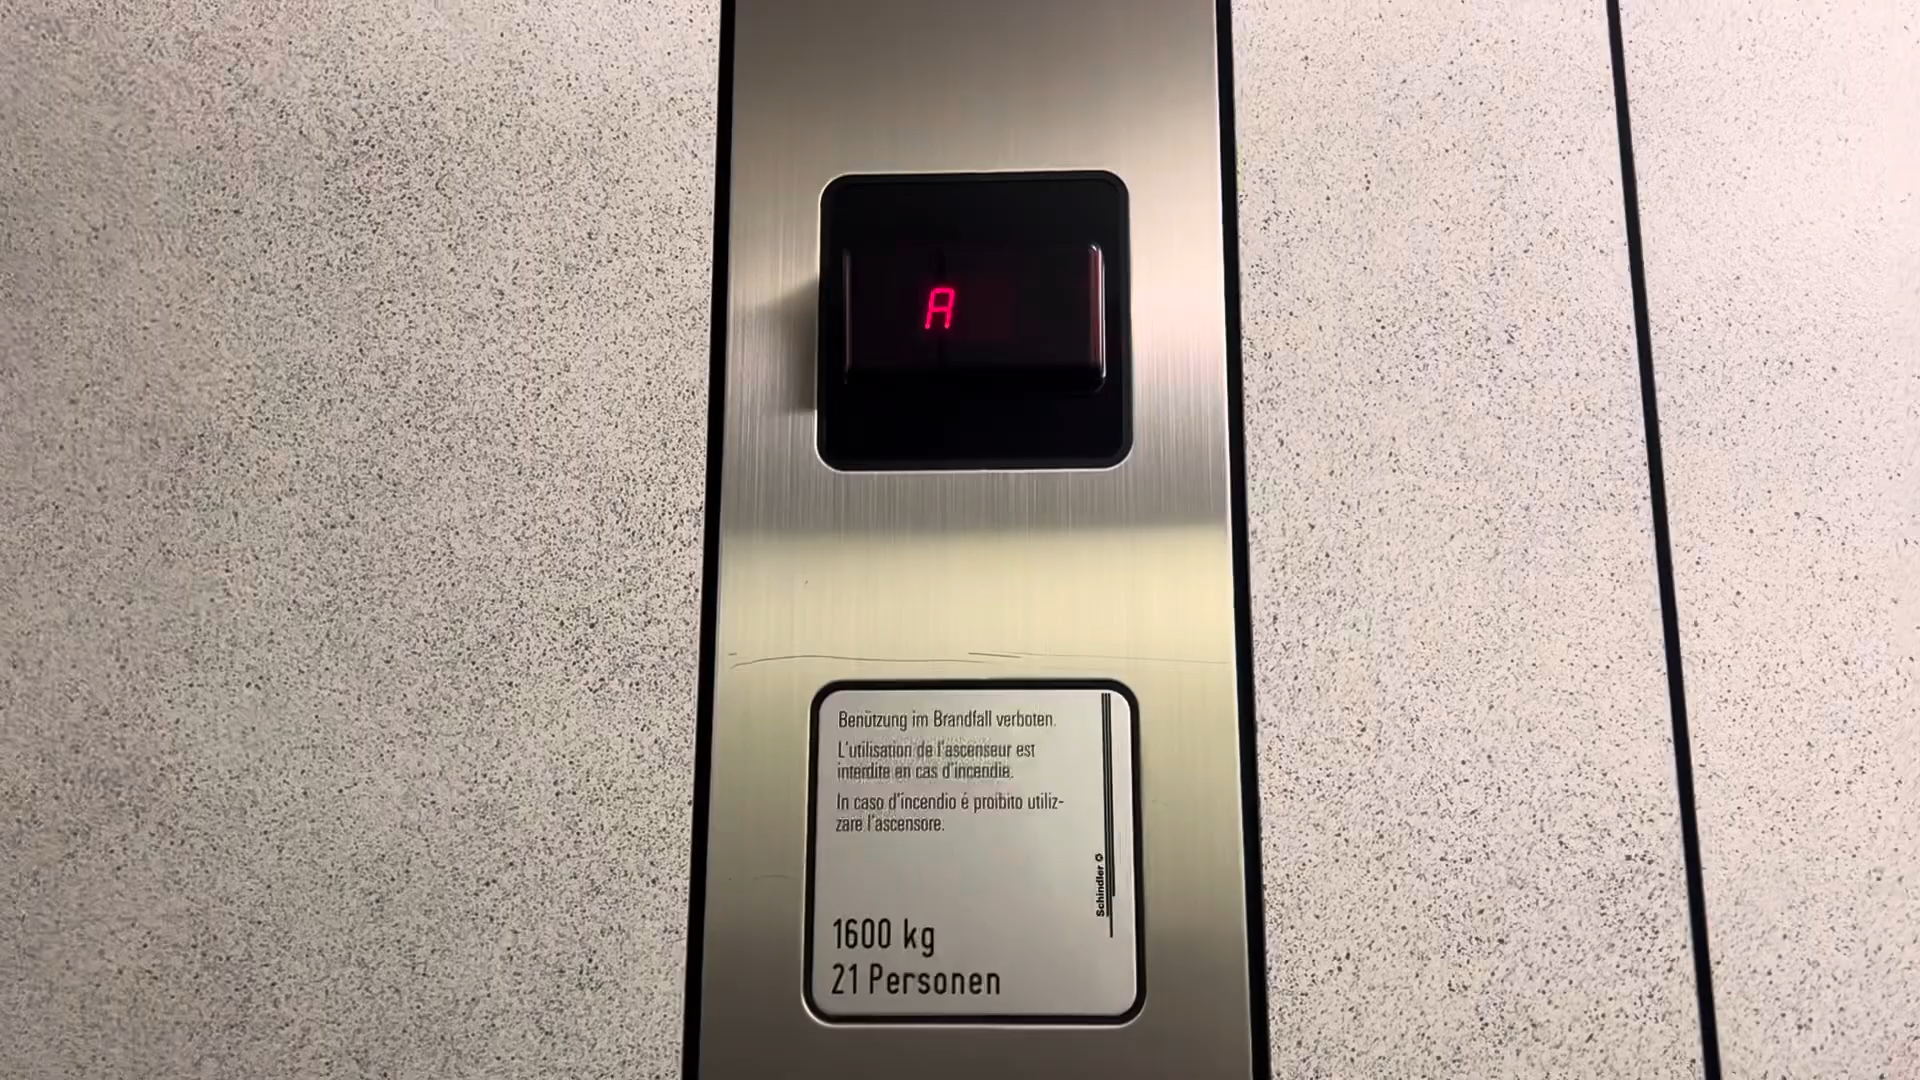 A
Benützung im Brandfall verboten.
L'utilisation de l'ascenseur est
interdite en cas d'incendie.
In caso d'incendio é proibito utiliz-
zare l'ascensore.
Schindler
1600 kg
21 Personen